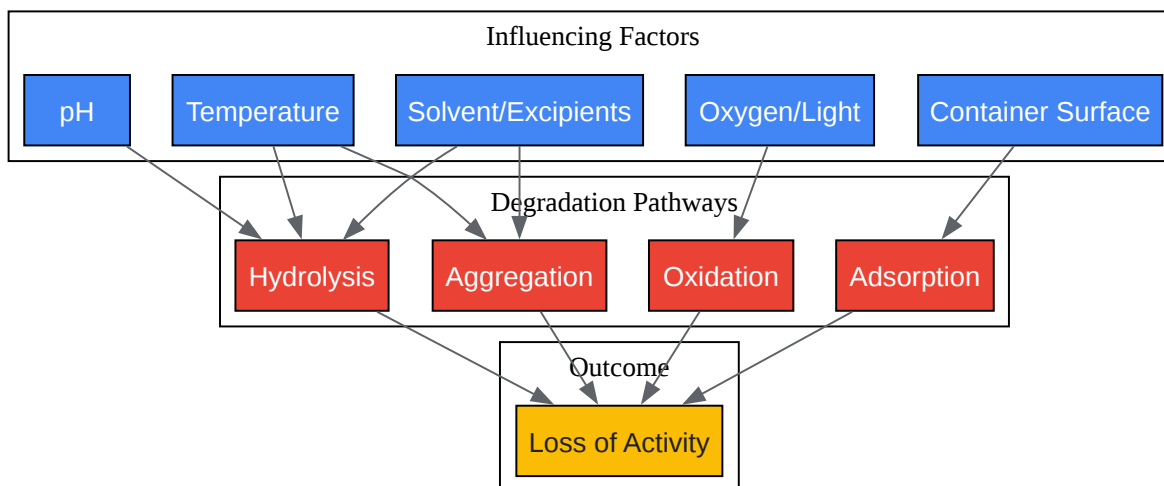 Influencing Factors
pH
Temperature
Solvent/Excipients
Oxygen/Light
Container Surface
Degradation Pathways
Hydrolysis
Aggregation
Oxidation
Adsorption
Outcome
Loss of Activity